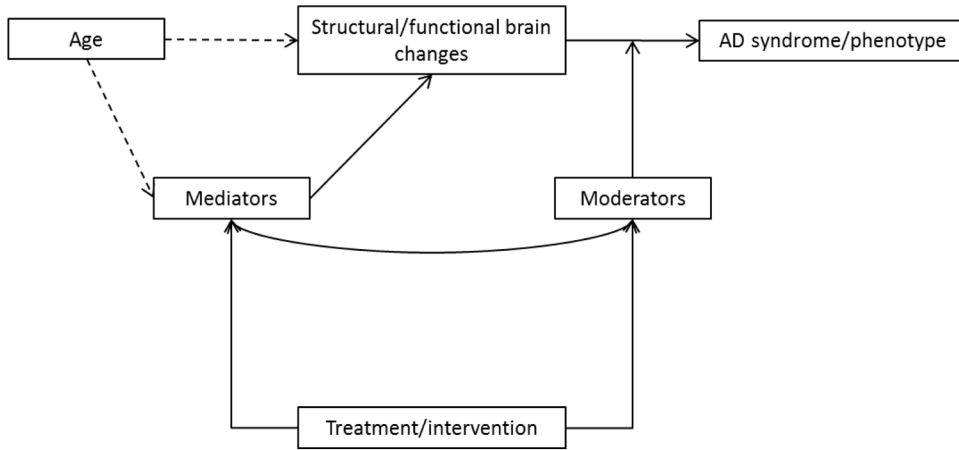 Age
Structural/functional brain
changes
AD syndrome/phenotype
Mediators
Moderators
Treatment/intervention